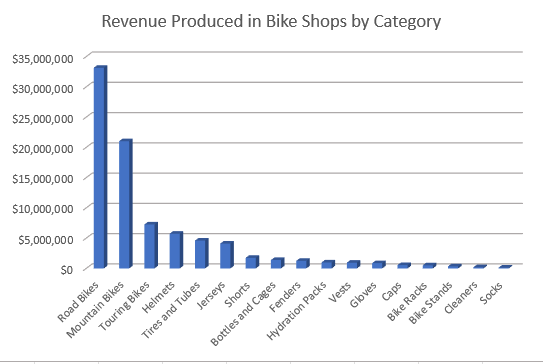 Revenue Produced in Bike Shops by Category
$35,000,000
$30,000,000
$25,000,000
$20,000,000
$15,000,000
$10,000,000
$5,000,000
$0
Road Bikes
Mountain Bikes
Touring Bikes
Helmets
Tires and Tubes
Jerseys
Shorts
Bottles and Cages
Fenders
Hydration Packs
Vests
Gloves
Caps
Bike Racks
Bike Stands
Cleaners
Socks